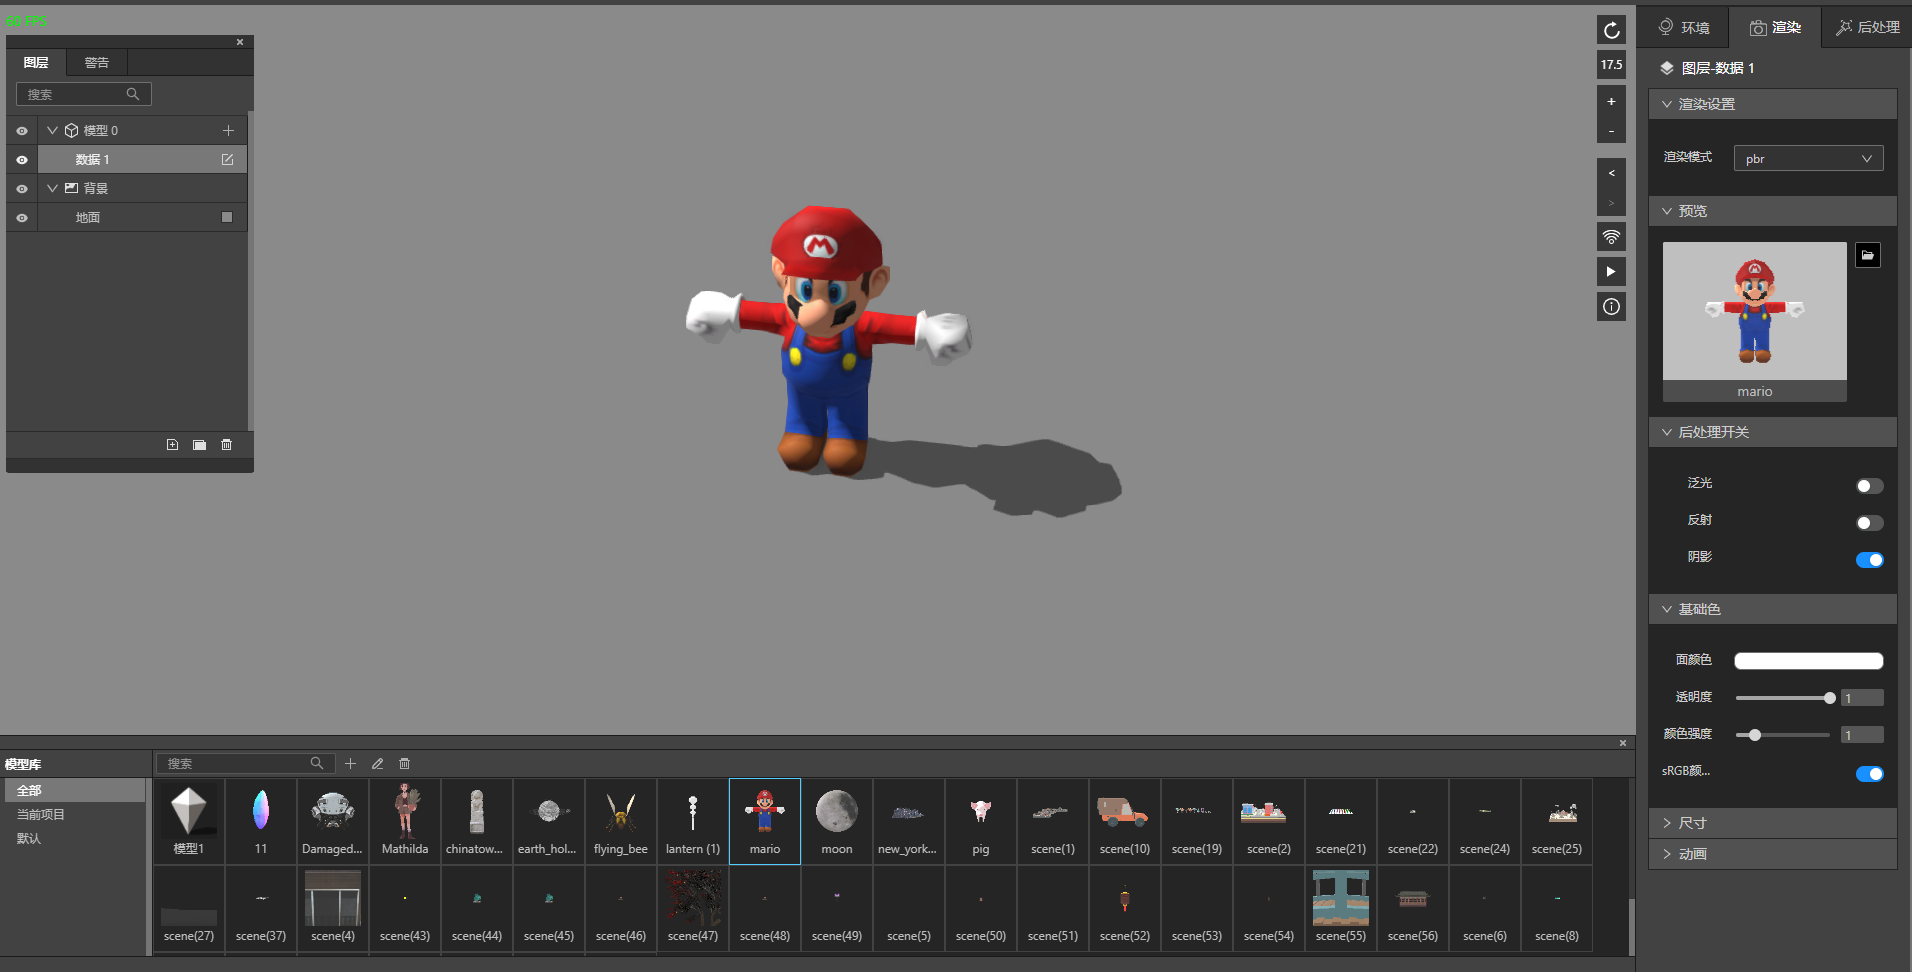 60 FPS
图层
警告
搜索
模型 0
数据 1
背景
地面
17.5
+
-
<
>
环境
渲染
后处理
图层-数据 1
渲染设置
渲染模式
pbr
预览
mario
后处理开关
泛光
反射
阴影
基础色
面颜色
透明度
1
颜色强度
1
sRGB颜...
尺寸
动画
模型库
搜索
全部
当前项目
默认
模型1
11
Damaged...
Mathilda
chinatow...
earth_hol...
flying_bee
lantern (1)
mario
moon
new_york...
pig
scene(1)
scene(10)
scene(19)
scene(2)
scene(21)
scene(22)
scene(24)
scene(25)
scene(27)
scene(37)
scene(4)
scene(43)
scene(44)
scene(45)
scene(46)
scene(47)
scene(48)
scene(49)
scene(5)
scene(50)
scene(51)
scene(52)
scene(53)
scene(54)
scene(55)
scene(56)
scene(6)
scene(8)